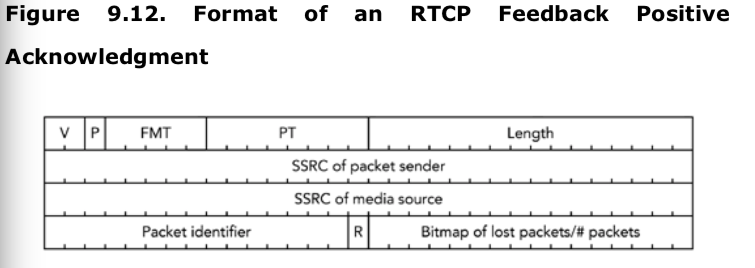 Figure 9.12. Format of an RTCP Feedback Positive
Acknowledgment
V P FMT PT Length
SSRC of packet sender
SSRC of media source
Packet identifier R Bitmap of lost packets/# packets